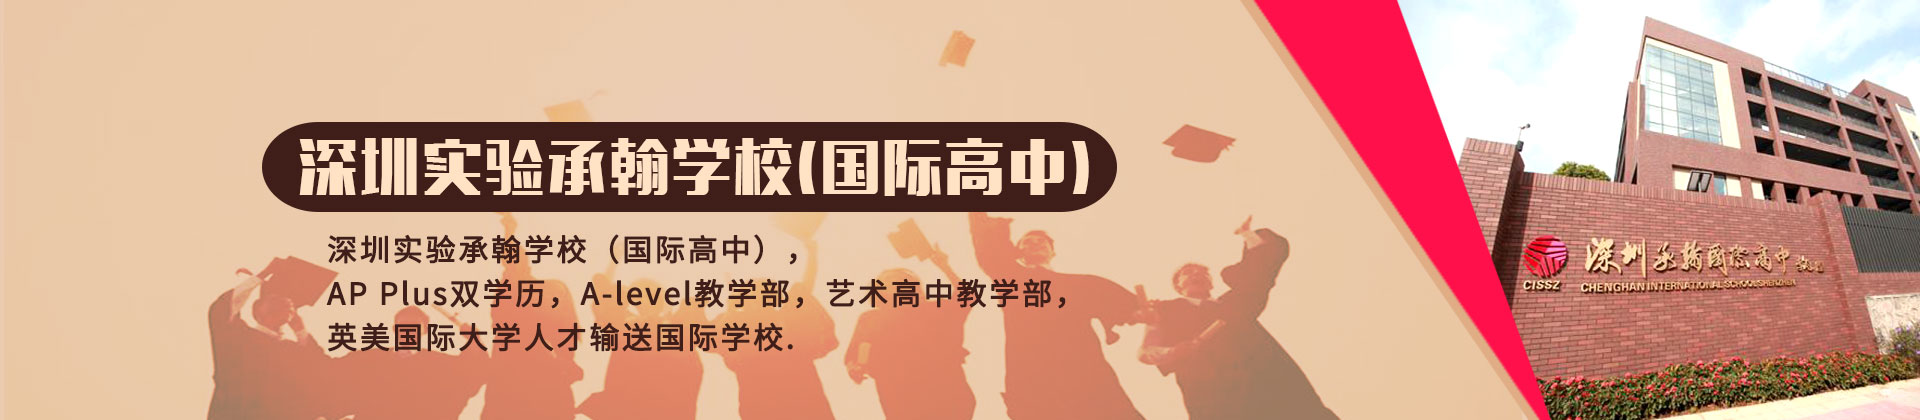 深圳实验承翰学校(国际高中)
深圳实验承翰学校（国际高中），
AP Plus双学历，A-level教学部，艺术高中教学部，
英美国际大学人才输送国际学校.
深圳承翰國際高中
CISSZ
CHENGHAN INTERNATIONAL SCHOOL SHENZHEN